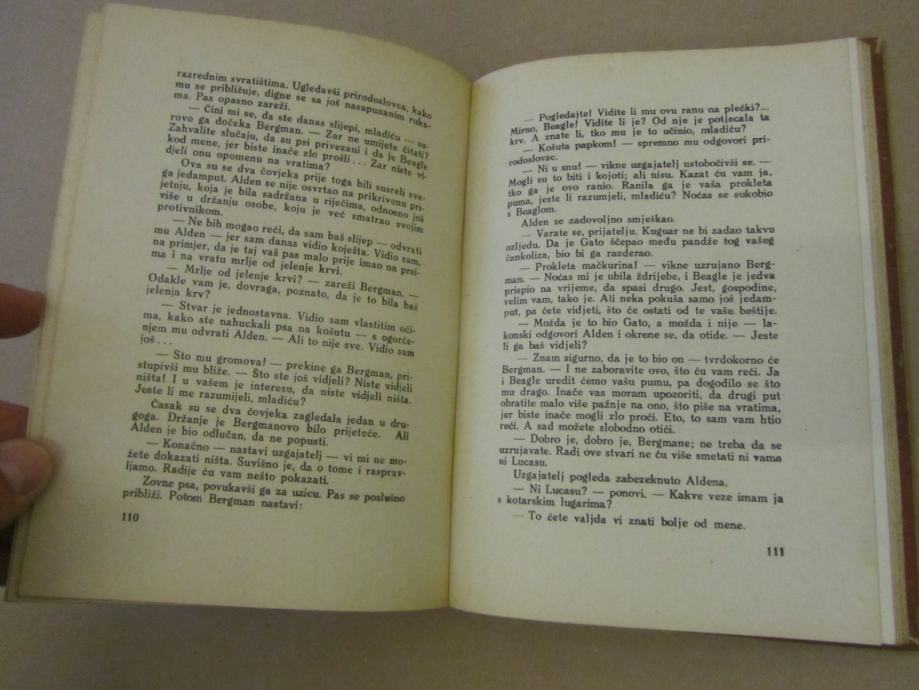 razrednim svratištima. Ugledavši prirodoslovca, kako
mu se približuje, digne se sa još nasapunanim ruka-
ma. Pas opasno zareži.
— Čini mi se, da ste danas slijepi, mladiću — su-
rovo ga dočeka Bergman. — Zar ne umijete čitati?
Zahvalite slučaju, da su psi privezani i da je Beagle
kod mene, jer biste inače zlo prošli... Zar niste vi-
djeli onu opomenu na vratima?
Ova su se dva čovjeka prije toga bili susreli sve-
ga jedamput. Alden se nije osvrtao na prikrivenu pri-
jetnju, koja je bila sadržana u riječima, odnosno još
više u držanju osobe, koju je već smatrao svojim
protivnikom.
— Ne bih mogao reći, da sam baš slijep — odvrati
mu Alden — jer sam danas vidio koješta. Vidio sam,
na primjer, da je taj vaš pas malo prije imao na prsi-
ma i na vratu mrlje od jelenje krvi.
— Mrlje od jelenje krvi? — zareži Bergman. —
Odakle vam je, dovraga, poznato, da je to bila baš
jelenja krv?
— Stvar je jednostavna. Vidio sam vlastitim oči-
ma, kako ste nahuckali psa na košutu — s ogorče-
njem mu odvrati Alden. — Ali to nije sve. Vidio sam
još...
— Sto mu gromova! — prekine ga Bergman, pri-
stupivši mu bliže. — Što ste još vidjeli? Niste vidjeli
ništa! I u vašem je interesu, da niste vidjeli ništa.
Jeste li me razumijeli, mladiću?
Časak su se dva čovjeka zagledala jedan u dru-
goga. Držanje je Bergmanovo bilo prijeteće. Ali
Alden je bio odlučan, da ne popusti.
— Konačno — nastavi uzgajatelj — vi mi ne mo-
žete dokazati ništa. Suvišno je, da o tome i rasprav-
ljamo. Radije ću vam nešto pokazati.
Zovne psa, povukavši ga za uzicu. Pas se poslušno
približi. Potom Bergman nastavi:
110
— Pogledajte! Vidite li mu ovu ranu na plećki?...
Mirno, Beagle! Vidite li je? Od nje je potjecala ta
krv. A znate li, tko mu je to učinio, mladiću?
— Košuta papkom! — spremno mu odgovori pri-
rodoslovac.
— Ni u snu! — vikne uzgajatelj ustobočivši se. —
Mogli su to biti i kojoti; ali nisu. Kazat ću vam ja,
tko ga je ovo ranio. Ranila ga je vaša prokleta
puma, jeste li razumjeli, mladiću? Noćas se sukobio
s Beaglom.
Alden se zadovoljno smješkao.
— Varate se, prijatelju. Kuguar ne bi zadao takvu
ozljedu. Da je Gato ščepao među pandže tog vašeg
čankoliza, bio bi ga razderao.
— Prokleta mačkurina! — vikne uzrujano Berg-
man. — Noćas mi je ubila ždrijebe, i Beagle je jedva
prispio na vrijeme, da spasi drugo. Jest, gospodine,
velim vam, tako je. Ali neka pokuša samo još jedam-
put, pa ćete vidjeti, što će ostati od te vaše beštije.
— Možda je to bio Gato, a možda i nije — la-
konski odgovori Alden i okrene se, da otide. — Jeste
li ga baš vidjeli?
— Znam sigurno, da je to bio on — tvrdokorno će
Bergman. — I ne zaboravite ovo, što ću vam reći. Ja
i Beagle uredit ćemo vašu pumu, pa dogodilo se što
mu drago. Inače vas moram upozoriti, da drugi put
obratite malo više pažnje na ono, što piše na vratima,
jer biste inače mogli zlo proći. Eto, to sam vam htio
reći. A sad možete slobodno otići.
— Dobro je, dobro je, Bergmane; ne treba da se
uzrujavate. Radi ove stvari ne ću više smetati ni vama
ni Lucasu.
Uzgajatelj pogleda zabezeknuto Aldena.
— Ni Lucasu? — ponovi. — Kakve veze imam ja
s kotarskim lugarima?
— To ćete valjda vi znati bolje od mene.
111